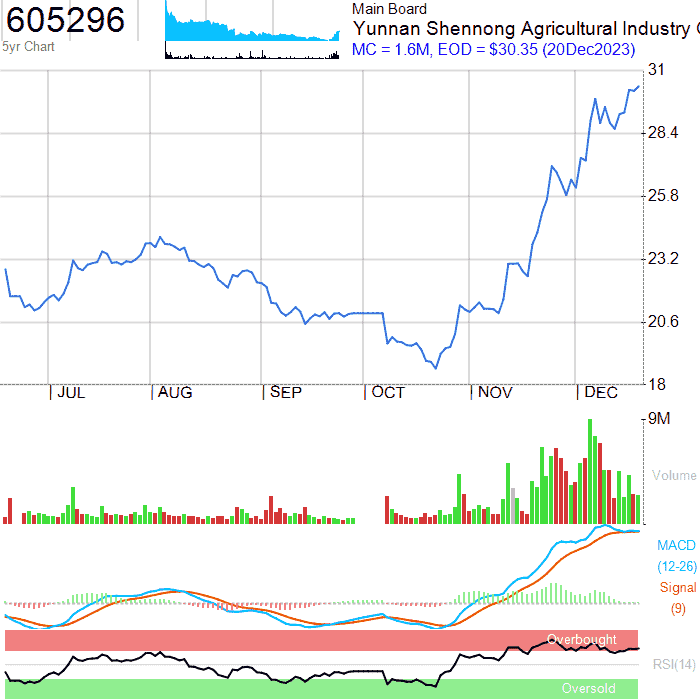 605296
5yr Chart
Main Board
Yunnan Shennong Agricultural Industry
MC = 1.6M, EOD = $30.35 (20Dec2023)
31
28.4
25.8
23.2
20.6
18
JUL
AUG
SEP
OCT
NOV
DEC
9M
Volume
MACD
(12-26)
Signal
(9)
Overbought
RSI(14)
Oversold